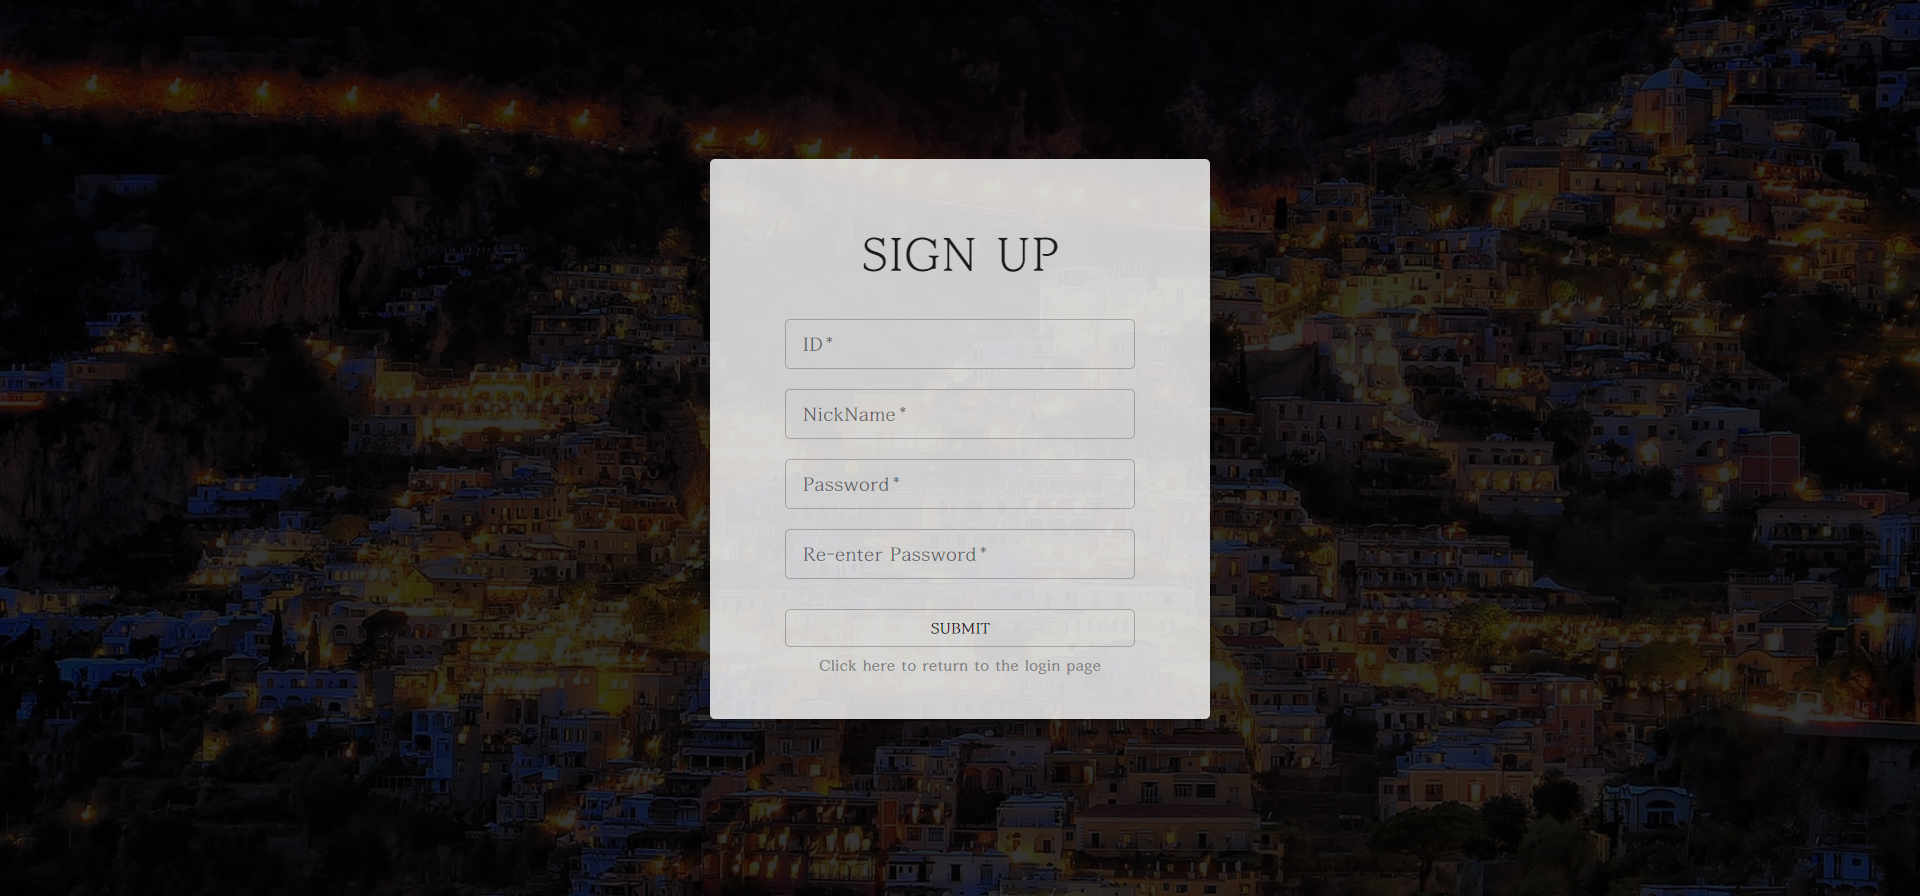 SIGN UP
ID *
NickName *
Password *
Re-enter Password *
SUBMIT
Click here to return to the login page